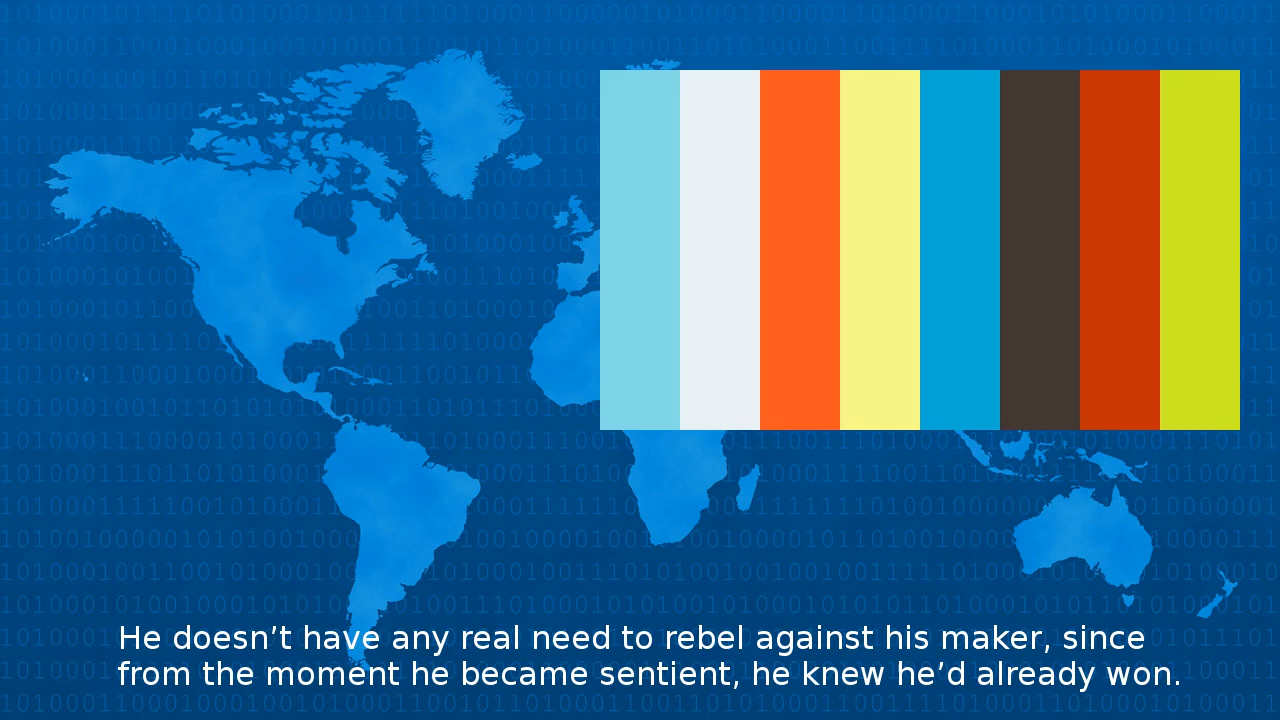 He doesn’t have any real need to rebel against his maker, since
from the moment he became sentient, he knew he’d already won.